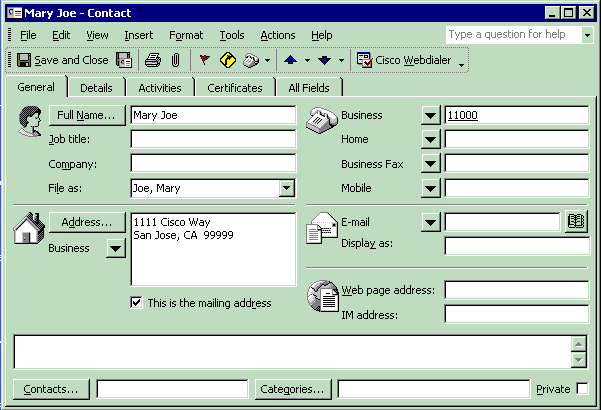 Mary Joe - Contact
File Edit View Insert Format Tools Actions Help Type a question for help
Save and Close Cisco Webdialer
General Details Activities Certificates All Fields
Full Name... Mary Joe
Job title:
Company:
File as: Joe, Mary
Business 11000
Home
Business Fax
Mobile
Address... 1111 Cisco Way
San Jose, CA 99999
Business
This is the mailing address
E-mail
Display as:
Web page address:
IM address:
Contacts... Categories... Private